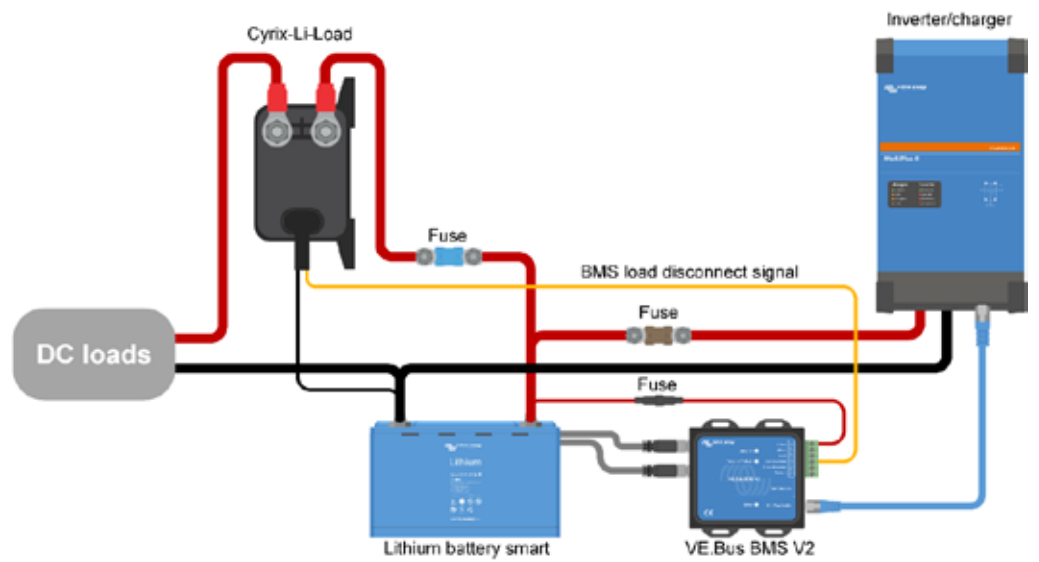 Inverter/charger
Cyrix-Li-Load
Fuse
BMS load disconnect signal
Fuse
DC loads
Fuse
Lithium
Lithium battery smart
VE.Bus BMS V2